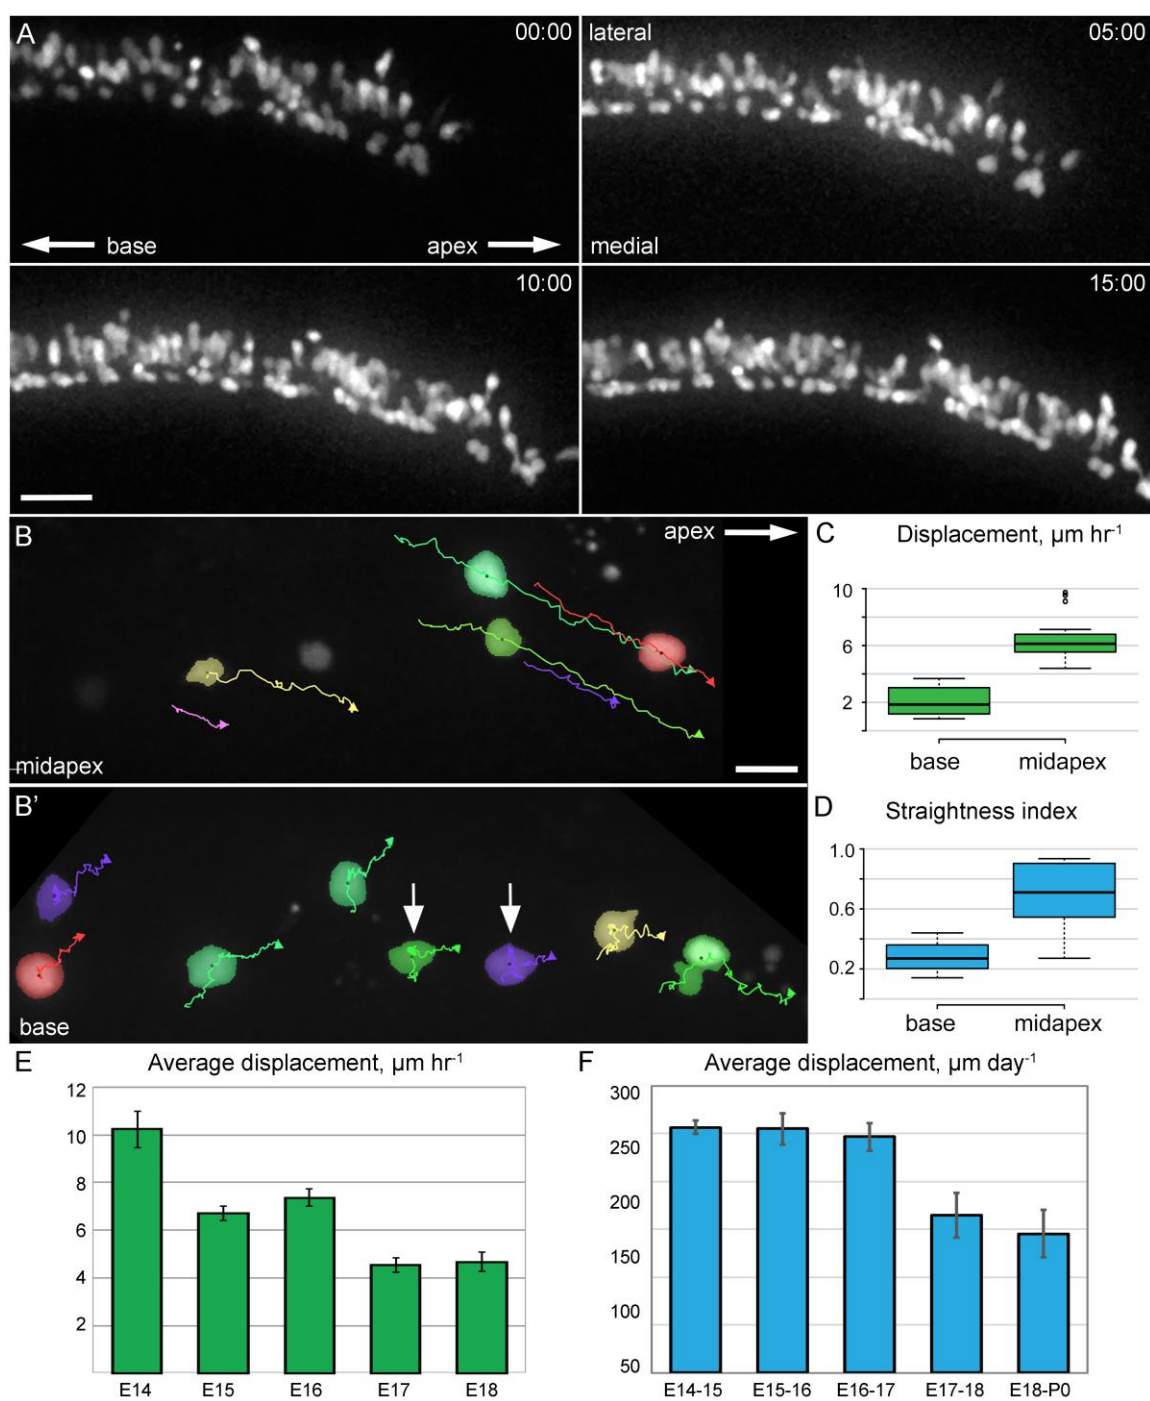 A
00:00
lateral
05:00
base
apex
medial
10:00
15:00
B
apex
midapex
B'
base
C
Displacement, µm hr⁻¹
10
6
2
base
midapex
D
Straightness index
1.0
0.6
0.2
base
midapex
E
Average displacement, µm hr⁻¹
12
10
8
6
4
2
E14
E15
E16
E17
E18
F
Average displacement, µm day⁻¹
300
250
200
150
100
50
E14-15
E15-16
E16-17
E17-18
E18-P0